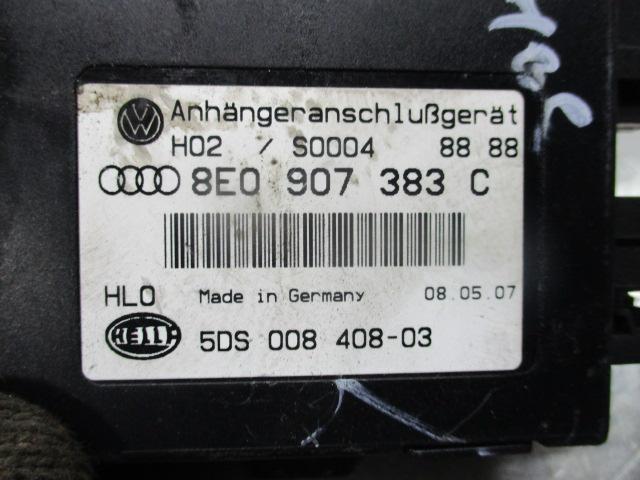 Anhängeranschlußgerät
H02 / S0004 88 88
8E0 907 383 C
HLO Made in Germany 08.05.07
HELLA 5DS 008 408-03